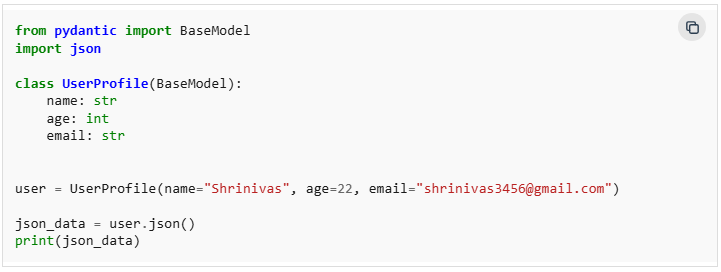 from pydantic import BaseModel
import json
class UserProfile(BaseModel):
    name: str
    age: int
    email: str
user = UserProfile(name="Shrinivas", age=22, email="shrinivas3456@gmail.com")
json_data = user.json()
print(json_data)